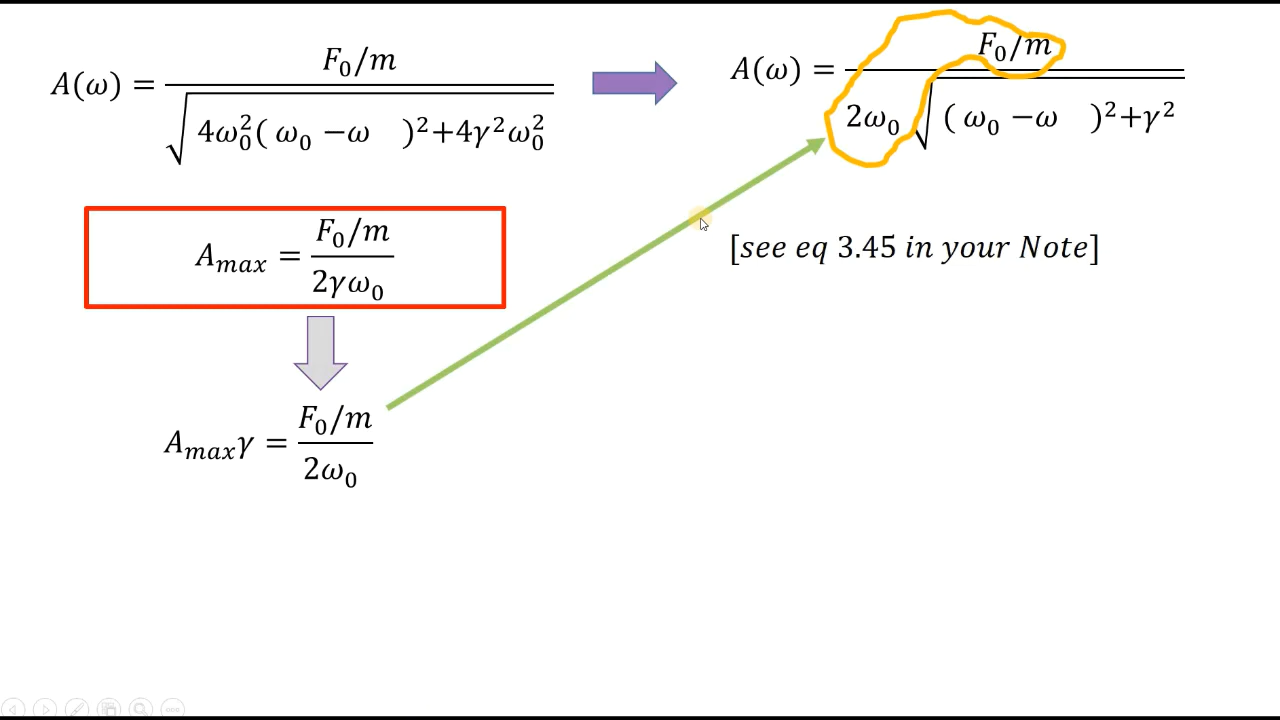 A(ω) = F₀/m / √(4ω₀²( ω₀ −ω )²+4γ²ω₀²)
A(ω) = F₀/m / 2ω₀ √(( ω₀ −ω )²+γ²)
A_max = F₀/m / 2γω₀
[see eq 3.45 in your Note]
A_maxγ = F₀/m / 2ω₀